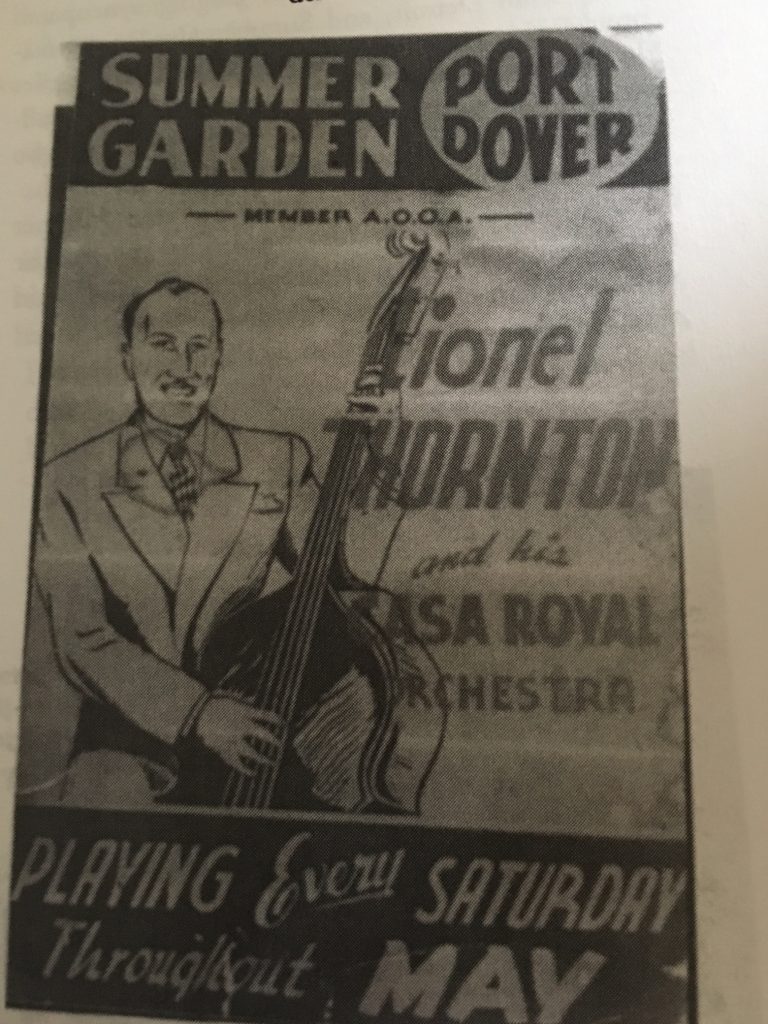 SUMMER
GARDEN
PORT
DOVER
MEMBER A.O.O.A.
Lionel
THORNTON
and his
CASA ROYAL
ORCHESTRA
PLAYING Every SATURDAY
Throughout MAY